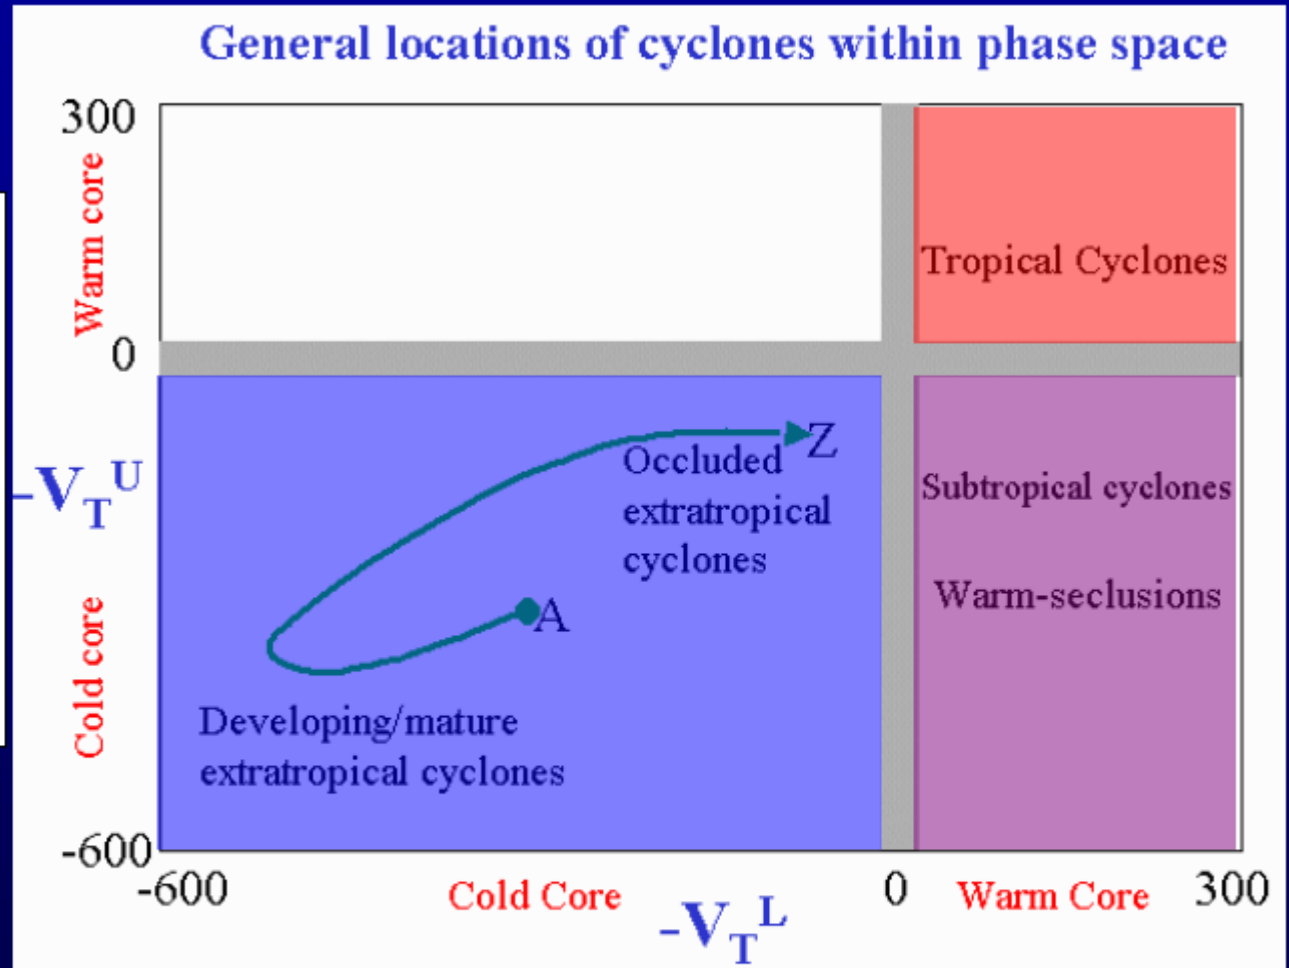 General locations of cyclones within phase space
300
Warm core
Tropical Cyclones
0
Z
Occluded
extratropical
cyclones
-V_T^U
Subtropical cyclones
A
Warm-seclusions
Cold core
Developing/mature
extratropical cyclones
-600
-600
Cold Core
0
Warm Core
300
-V_T^L